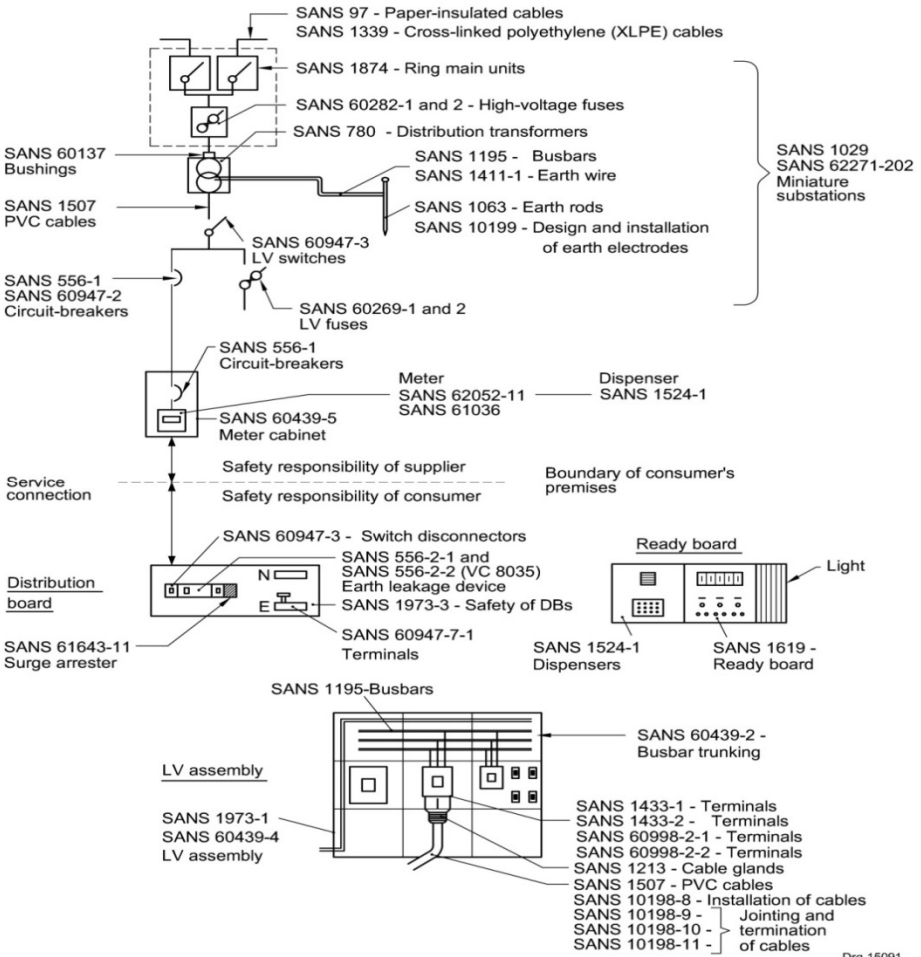 SANS 97 - Paper-insulated cables
SANS 1339 - Cross-linked polyethylene (XLPE) cables
SANS 1874 - Ring main units
SANS 60282-1 and 2 - High-voltage fuses
SANS 780 - Distribution transformers
SANS 60137
Bushings
SANS 1195 - Busbars
SANS 1411-1 - Earth wire
SANS 1029
SANS 62271-202
Miniature
substations
SANS 1507
PVC cables
SANS 1063 - Earth rods
SANS 10199 - Design and installation
of earth electrodes
SANS 60947-3
LV switches
SANS 556-1
SANS 60947-2
Circuit-breakers
SANS 60269-1 and 2
LV fuses
SANS 556-1
Circuit-breakers
Meter
SANS 62052-11
SANS 61036
Dispenser
SANS 1524-1
SANS 60439-5
Meter cabinet
Safety responsibility of supplier
Service
connection
Boundary of consumer's
premises
Safety responsibility of consumer
SANS 60947-3 - Switch disconnectors
SANS 556-2-1 and
SANS 556-2-2 (VC 8035)
Earth leakage device
N
E
SANS 1973-3 - Safety of DBs
SANS 60947-7-1
Terminals
Distribution
board
SANS 61643-11
Surge arrester
Ready board
Light
SANS 1524-1
Dispensers
SANS 1619 -
Ready board
SANS 1195-Busbars
SANS 60439-2 -
Busbar trunking
LV assembly
SANS 1973-1
SANS 60439-4
LV assembly
SANS 1433-1 - Terminals
SANS 1433-2 - Terminals
SANS 60998-2-1 - Terminals
SANS 60998-2-2 - Terminals
SANS 1213 - Cable glands
SANS 1507 - PVC cables
SANS 10198-8 - Installation of cables
SANS 10198-9 - Jointing and
SANS 10198-10 - termination
SANS 10198-11 - of cables
Drg.15091